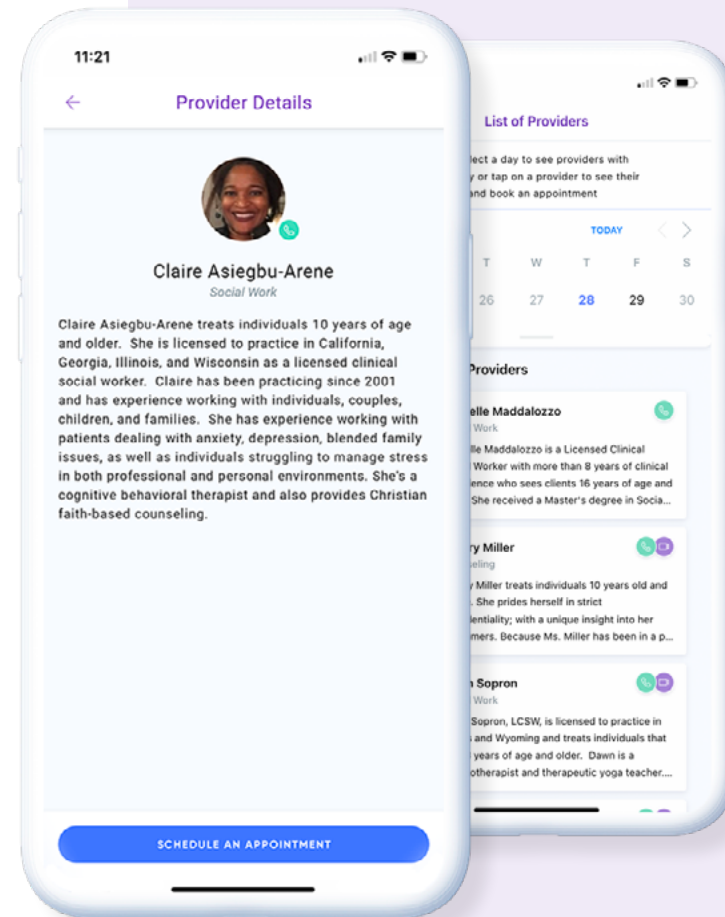 11:21
Provider Details
Claire Asiegbu-Arene
Social Work
Claire Asiegbu-Arene treats individuals 10 years of age
and older. She is licensed to practice in California,
Georgia, Illinois, and Wisconsin as a licensed clinical
social worker. Claire has been practicing since 2001
and has experience working with individuals, couples,
children, and families. She has experience working with
patients dealing with anxiety, depression, blended family
issues, as well as individuals struggling to manage stress
in both professional and personal environments. She's a
cognitive behavioral therapist and also provides Christian
faith-based counseling.
SCHEDULE AN APPOINTMENT
List of Providers
a day to see providers with
or tap on a provider to see their
and book an appointment
TODAY
T W T F S
26 27 28 29 30
Providers
Maddalozzo
Work
Maddalozzo is a Licensed Clinical
Worker with more than 8 years of clinical
who sees clients 16 years of age and
She received a Master's degree in Socia...
Miller
Miller treats individuals 10 years old and
. She prides herself in strict
; with a unique insight into her
. Because Ms. Miller has been in a p...
Sopron
Work
Sopron, LCSW, is licensed to practice in
and Wyoming and treats individuals that
years of age and older. Dawn is a
and therapeutic yoga teacher....